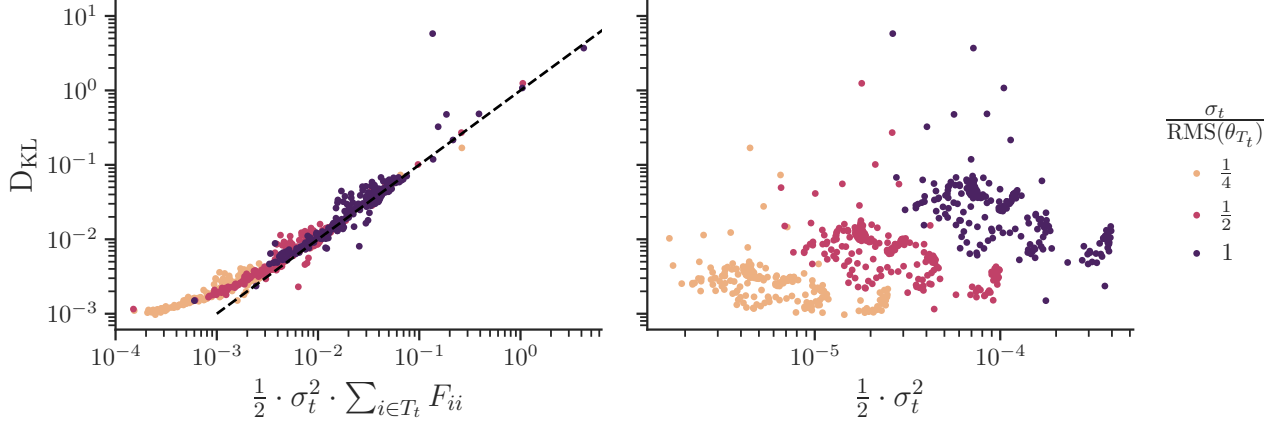 D_KL
10^1
10^0
10^-1
10^-2
10^-3
10^-4 10^-3 10^-2 10^-1 10^0
1/2 · σ_t^2 · ∑_{i∈T_t} F_ii
10^-5 10^-4
1/2 · σ_t^2
σ_t / RMS(θ_{T_t})
1/4
1/2
1